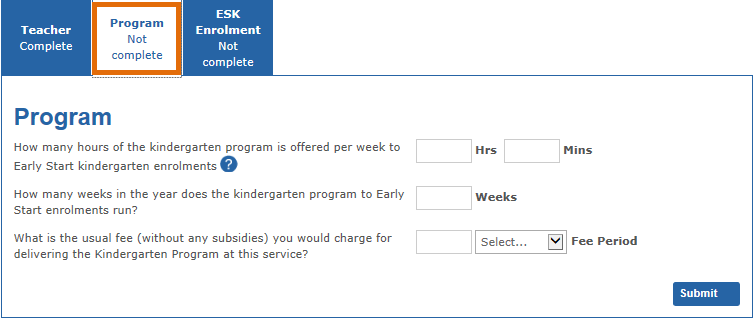 Teacher
Complete
Program
Not
complete
ESK
Enrolment
Not
complete
Program
How many hours of the kindergarten program is offered per week to
Early Start kindergarten enrolments ?
Hrs
Mins
How many weeks in the year does the kindergarten program to Early
Start enrolments run?
Weeks
What is the usual fee (without any subsidies) you would charge for
delivering the Kindergarten Program at this service?
Select...
Fee Period
Submit